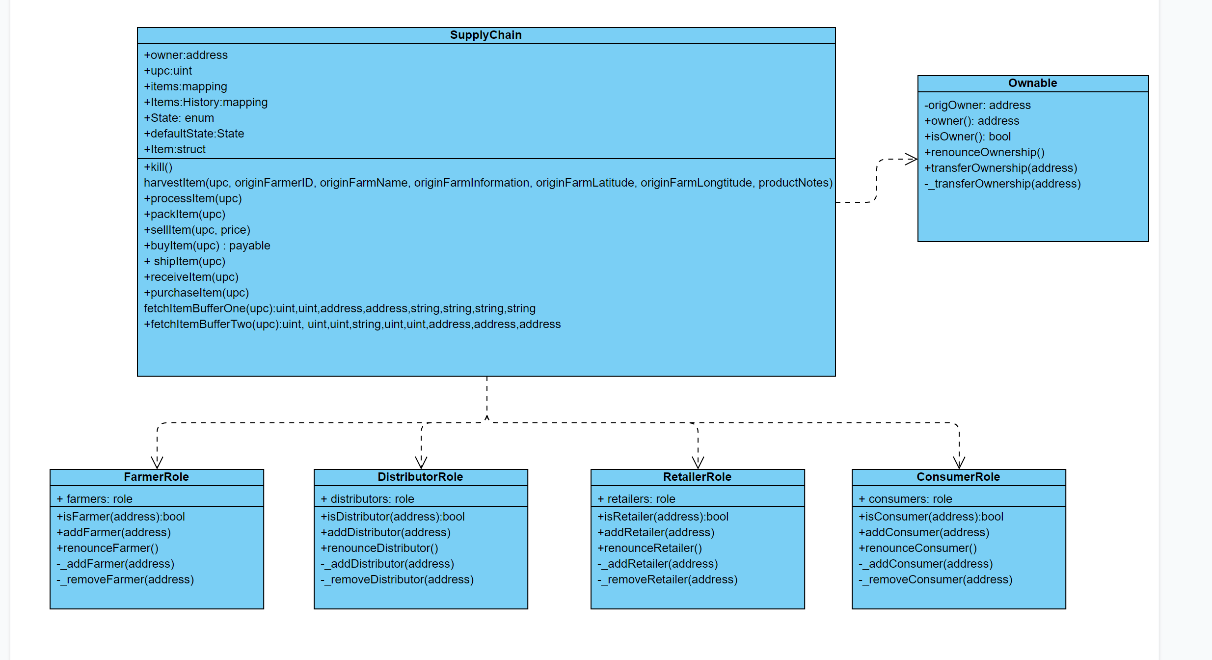 SupplyChain
+owner:address
+upc:uint
+items:mapping
+Items:History:mapping
+State: enum
+defaultState:State
+Item:struct
+kill()
harvestItem(upc, originFarmerID, originFarmName, originFarmInformation, originFarmLatitude, originFarmLongtitude, productNotes)
+processItem(upc)
+packItem(upc)
+sellItem(upc, price)
+buyItem(upc) : payable
+ shipItem(upc)
+receiveItem(upc)
+purchaseItem(upc)
fetchItemBufferOne(upc):uint,uint,address,address,string,string,string,string
+fetchItemBufferTwo(upc):uint, uint,uint,string,uint,uint,address,address,address
Ownable
-origOwner: address
+owner(): address
+isOwner(): bool
+renounceOwnership()
+transferOwnership(address)
-_transferOwnership(address)
FarmerRole
+ farmers: role
+isFarmer(address):bool
+addFarmer(address)
+renounceFarmer()
-_addFarmer(address)
-_removeFarmer(address)
DistributorRole
+ distributors: role
+isDistributor(address):bool
+addDistributor(address)
+renounceDistributor()
-_addDistributor(address)
-_removeDistributor(address)
RetailerRole
+ retailers: role
+isRetailer(address):bool
+addRetailer(address)
+renounceRetailer()
-_addRetailer(address)
-_removeRetailer(address)
ConsumerRole
+ consumers: role
+isConsumer(address):bool
+addConsumer(address)
+renounceConsumer()
-_addConsumer(address)
-_removeConsumer(address)